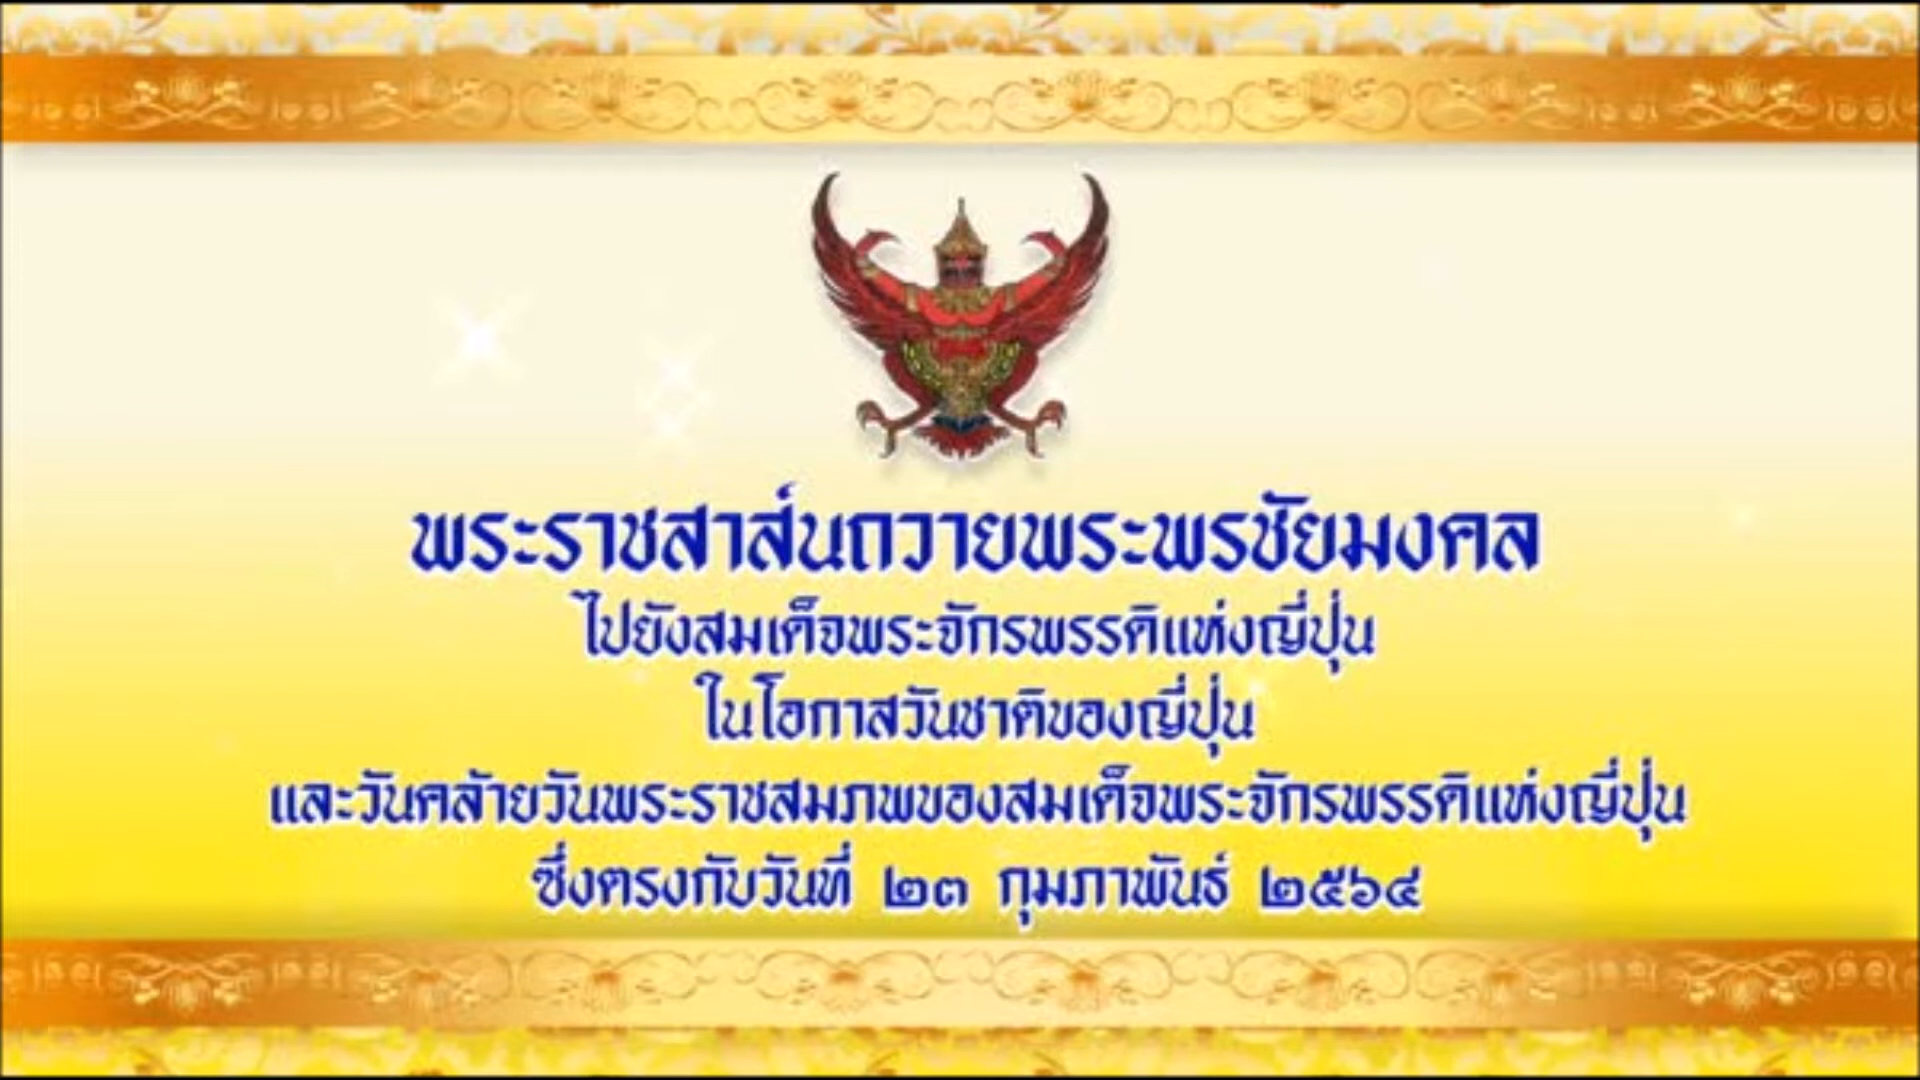 พระราชสาส์นถวายพระพรชัยมงคล
ไปยังสมเด็จพระจักรพรรดิแห่งญี่ปุ่น
ในโอกาสวันชาติของญี่ปุ่น
และวันคล้ายวันพระราชสมภพของสมเด็จพระจักรพรรดิแห่งญี่ปุ่น
ซึ่งตรงกับวันที่ ๒๓ กุมภาพันธ์ ๒๕๖๔